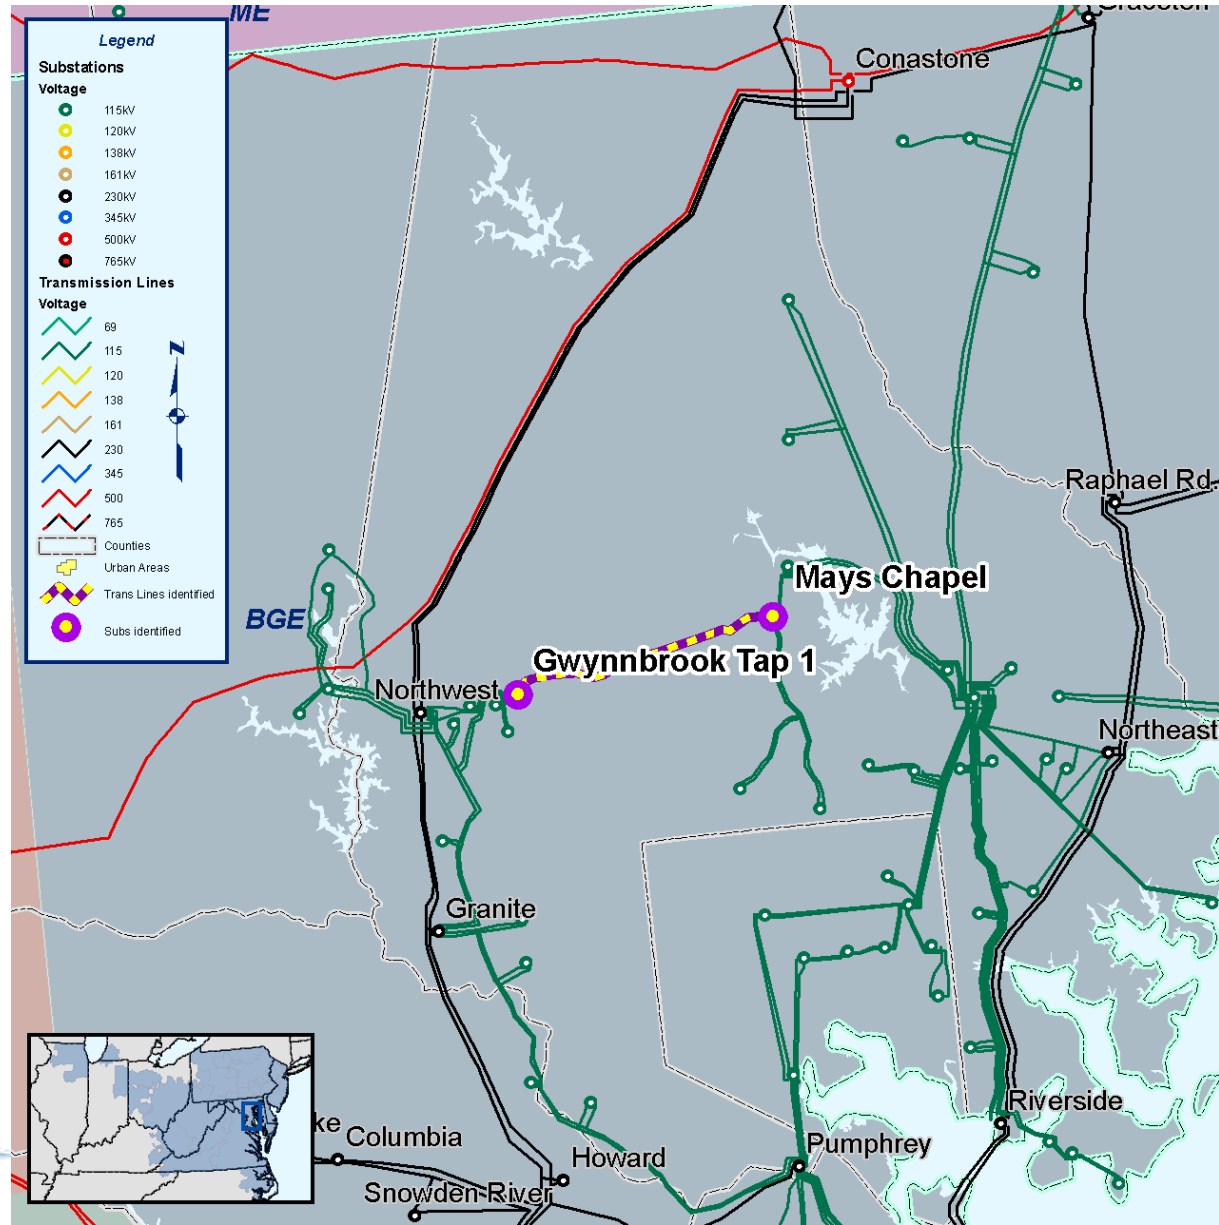 ME
Legend
Substations
Voltage
115kV
120kV
138kV
161kV
230kV
345kV
500kV
765kV
Transmission Lines
Voltage
69
115
120
138
161
230
345
500
765
Counties
Urban Areas
Trans Lines identified
Subs identified
N
Conastone
Raphael Rd
Mays Chapel
BGE
Gwynnbrook Tap 1
Northwest
Northeast
Granite
Riverside
ke
Columbia
Howard
Pumphrey
Snowden River